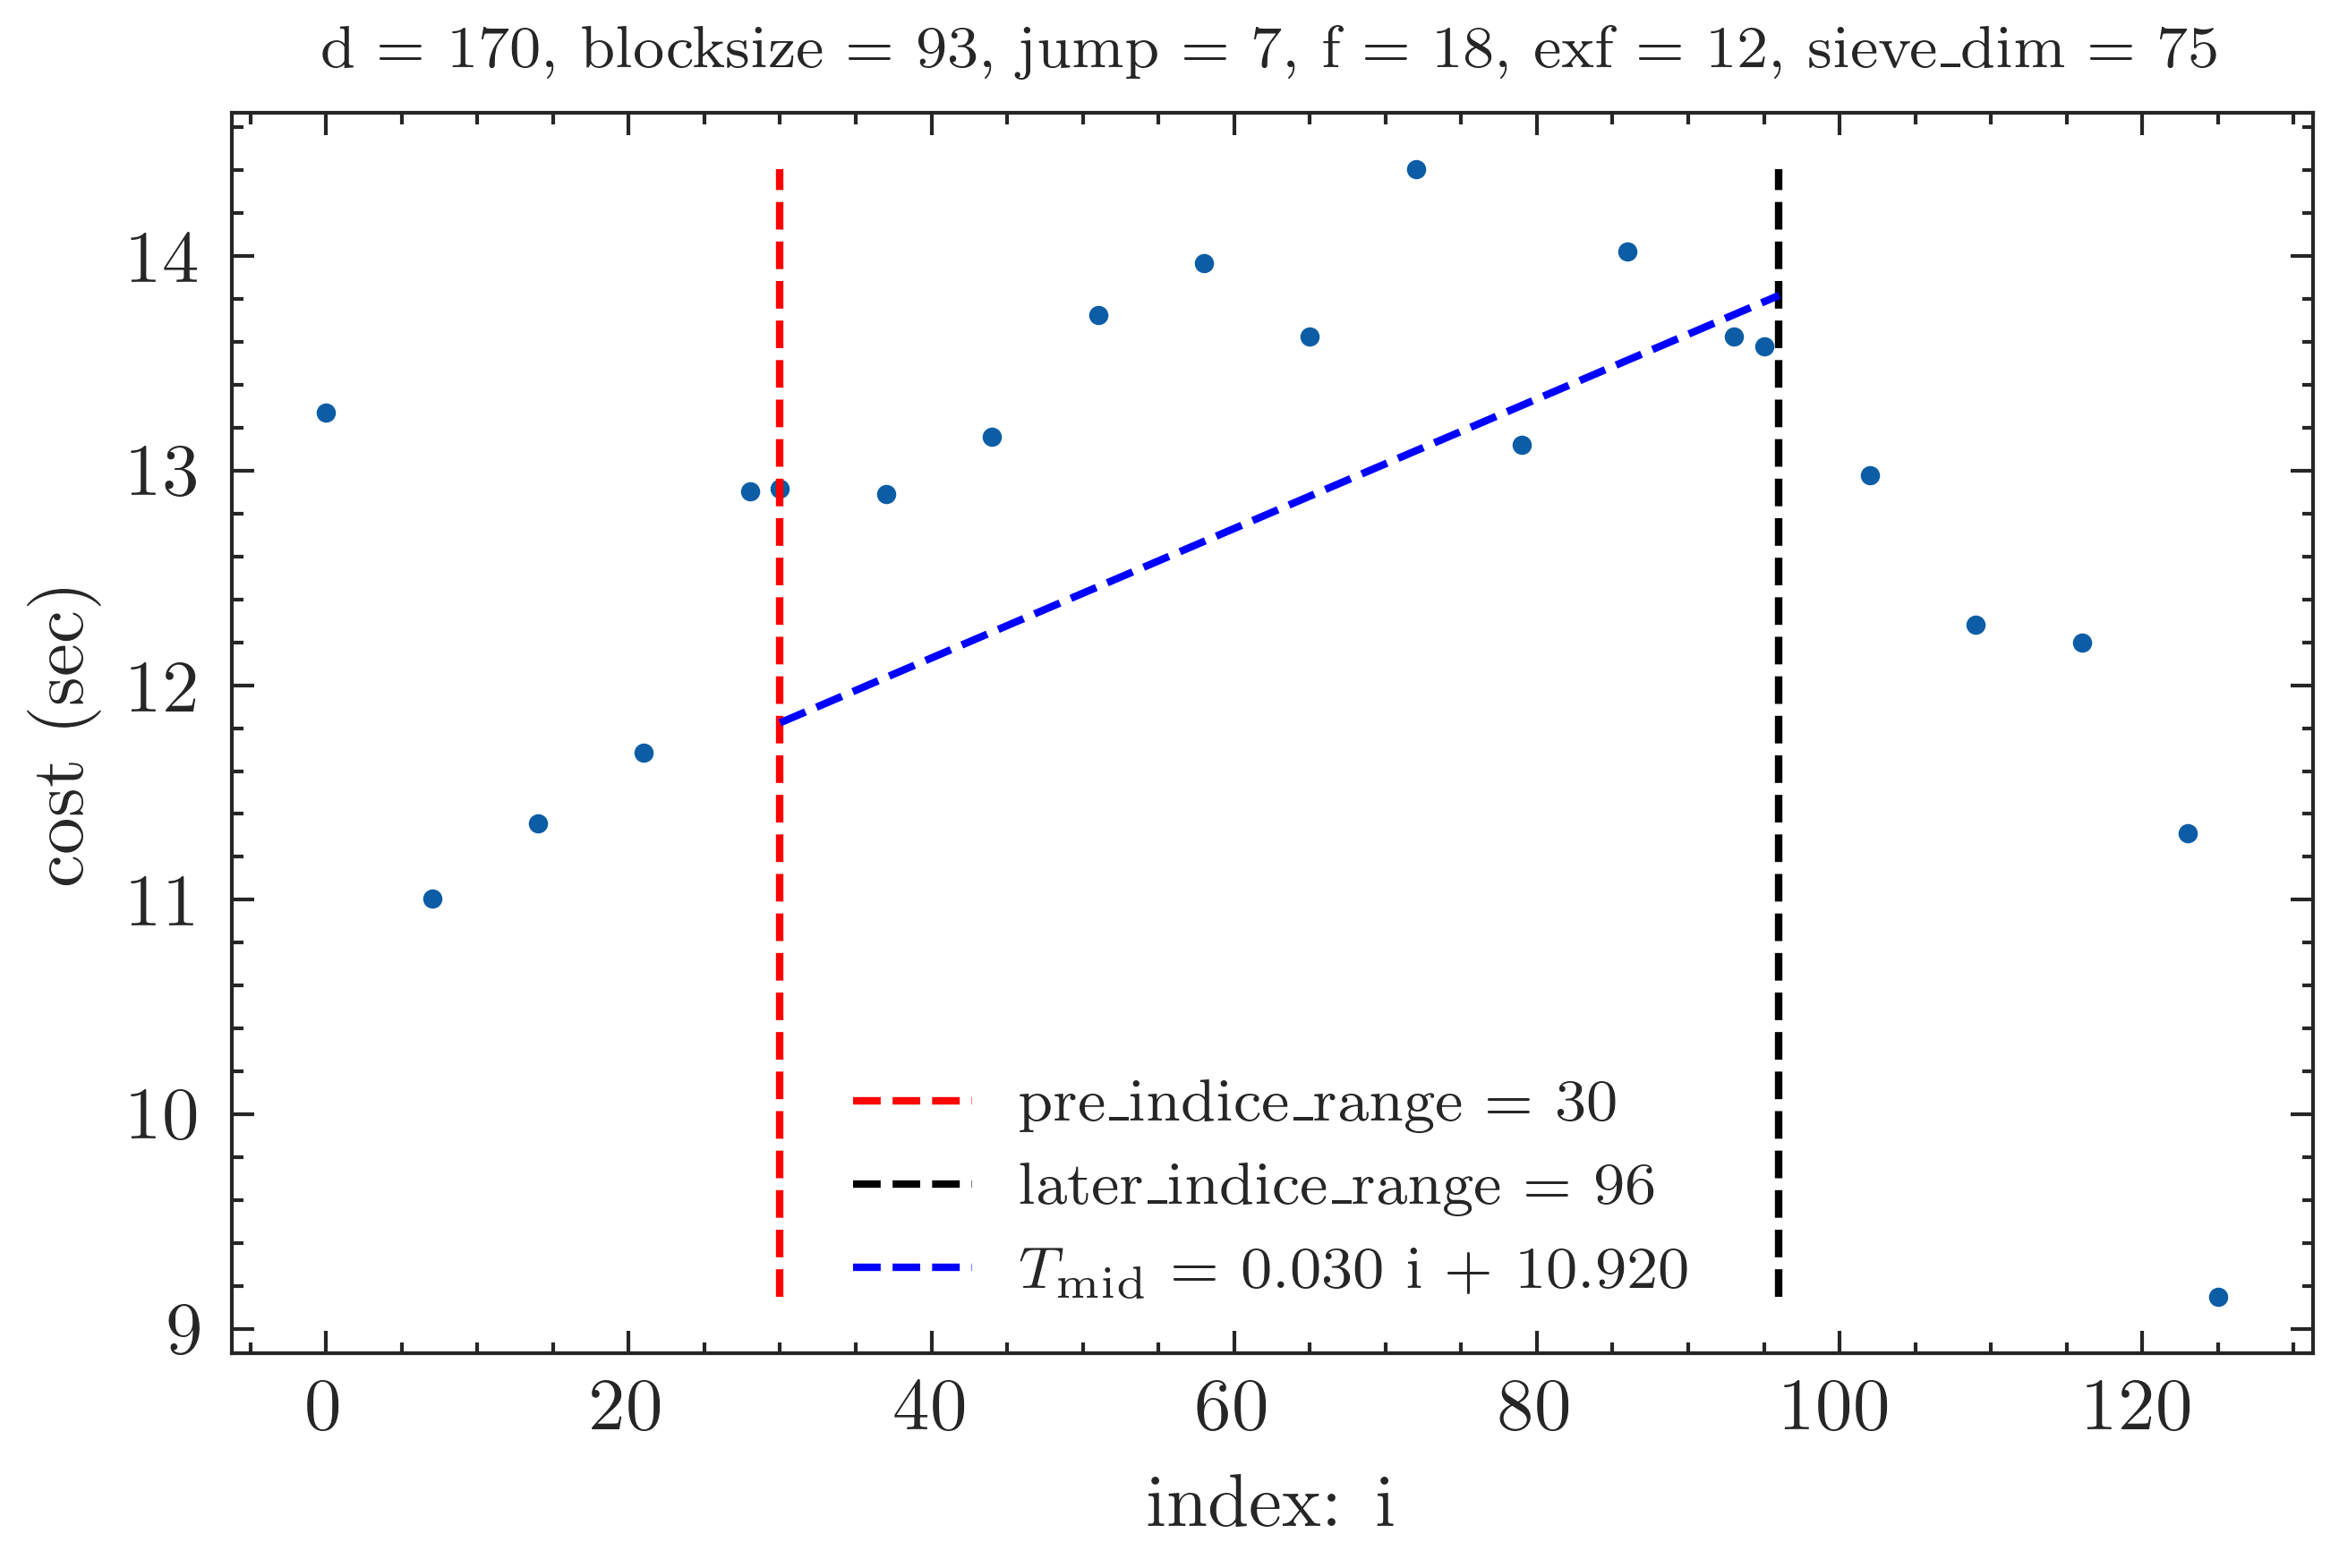 d = 170, blocksize = 93, jump = 7, f = 18, exf = 12, sieve_dim = 75
14
13
12
11
10
9
cost (sec)
pre_indice_range = 30
later_indice_range = 96
T_mid = 0.030 i + 10.920
0 20 40 60 80 100 120
index: i